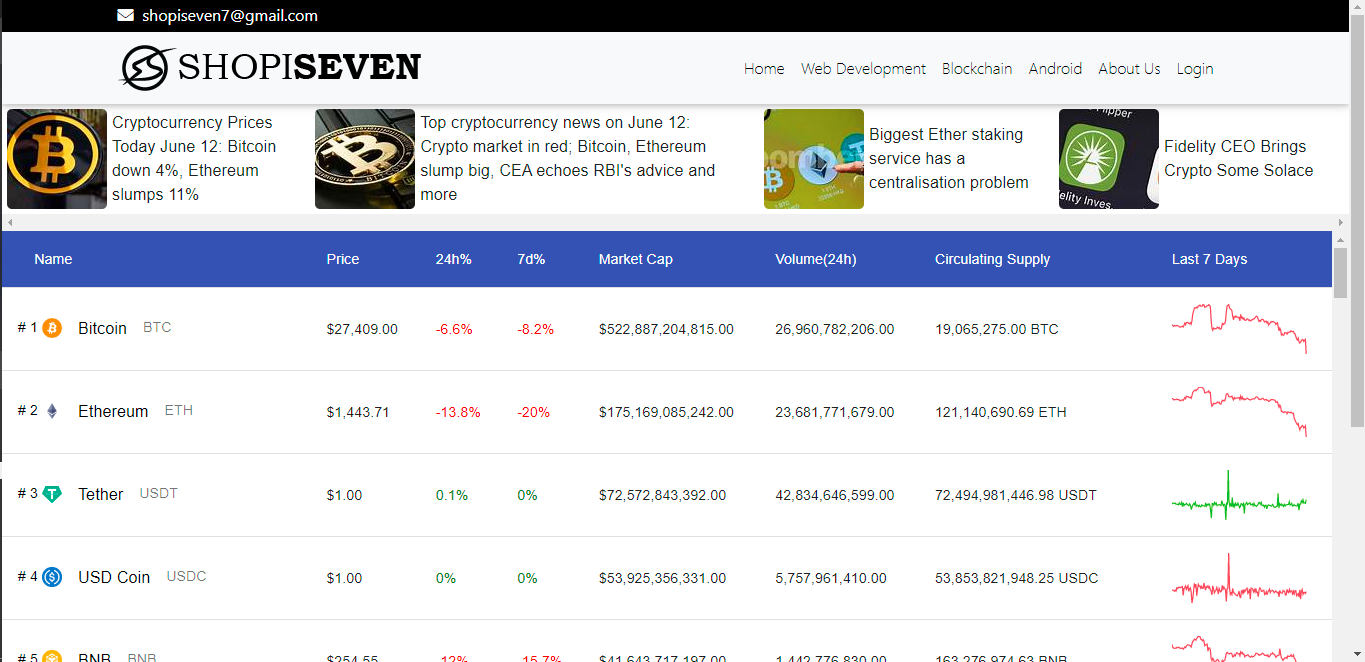 shopiseven7@gmail.com
SHOPISEVEN
Home Web Development Blockchain Android About Us Login
Cryptocurrency Prices
Today June 12: Bitcoin
down 4%, Ethereum
slumps 11%
Top cryptocurrency news on June 12:
Crypto market in red; Bitcoin, Ethereum
slump big, CEA echoes RBI's advice and
more
Biggest Ether staking
service has a
centralisation problem
Fidelity CEO Brings
Crypto Some Solace
Name Price 24h% 7d% Market Cap Volume(24h) Circulating Supply Last 7 Days
# 1 Bitcoin BTC $27,409.00 -6.6% -8.2% $522,887,204,815.00 26,960,782,206.00 19,065,275.00 BTC
# 2 Ethereum ETH $1,443.71 -13.8% -20% $175,169,085,242.00 23,681,771,679.00 121,140,690.69 ETH
# 3 Tether USDT $1.00 0.1% 0% $72,572,843,392.00 42,834,646,599.00 72,494,981,446.98 USDT
# 4 USD Coin USDC $1.00 0% 0% $53,925,356,331.00 5,757,961,410.00 53,853,821,948.25 USDC
# 5 BNB BNB $254.55 -12% -15.7% $41,643,717,197.00 1,442,776,830.00 163,276,974.63 BNB